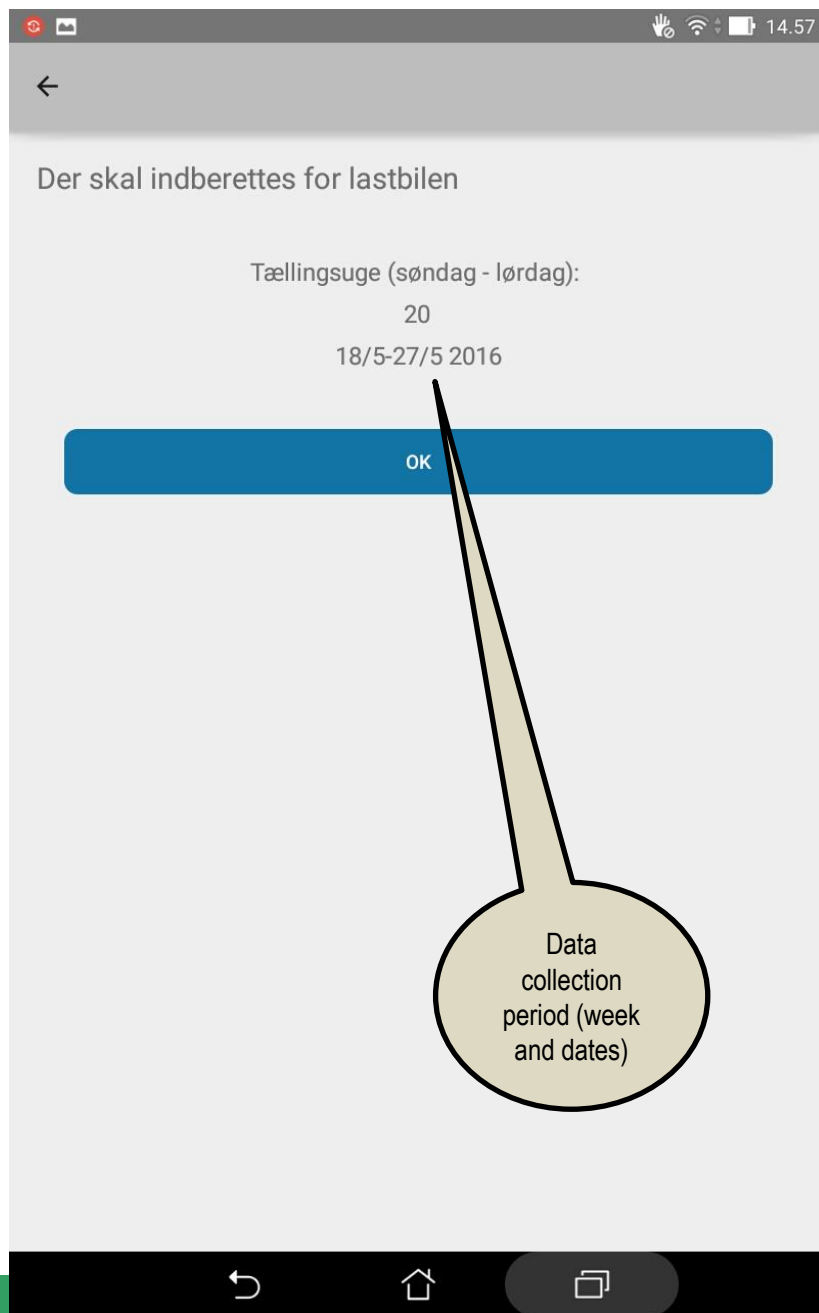 14.57
Der skal indberettes for lastbilen
Tællingsuge (søndag - lørdag):
20
18/5-27/5 2016
OK
Data
collection
period (week
and dates)